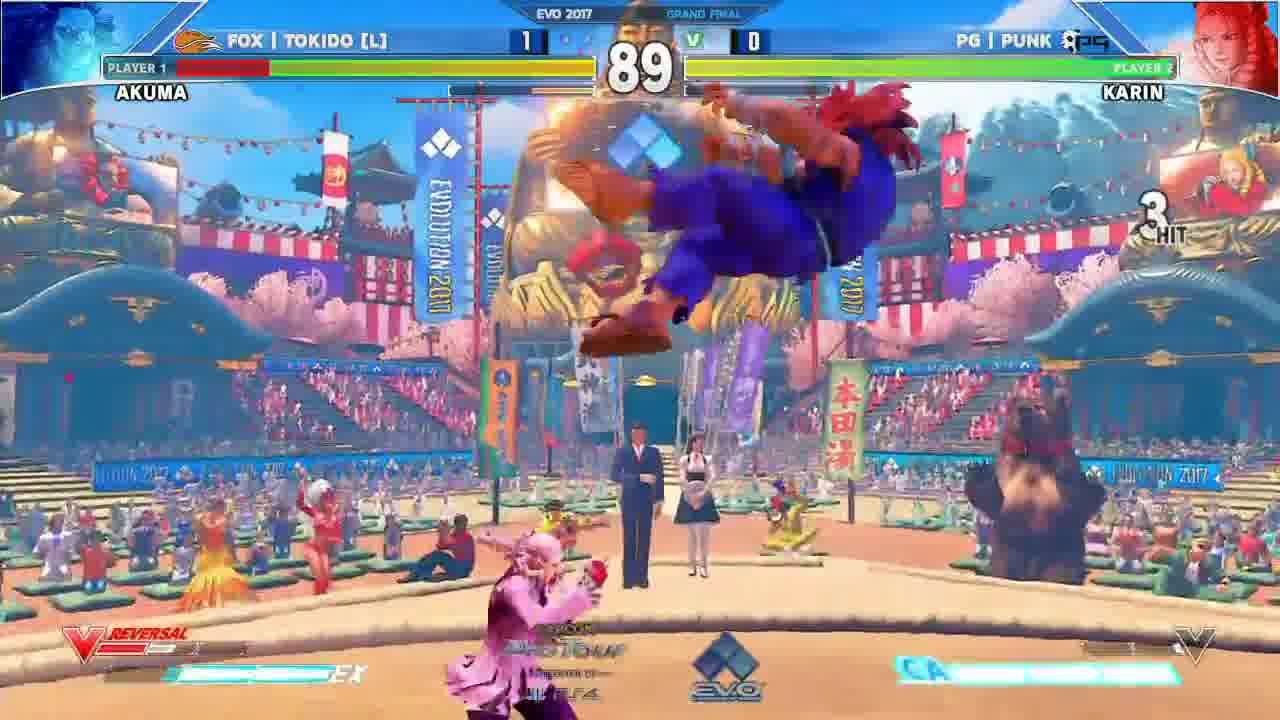 EVO 2017 GRAND FINAL
FOX | TOKIDO [L] 1 V 0 PG | PUNK
PLAYER 1 89 PLAYER 2
AKUMA KARIN
EVOLUTION 2017
2017
3 HIT
本田湯
2017
REVERSAL
EX CA
EVO